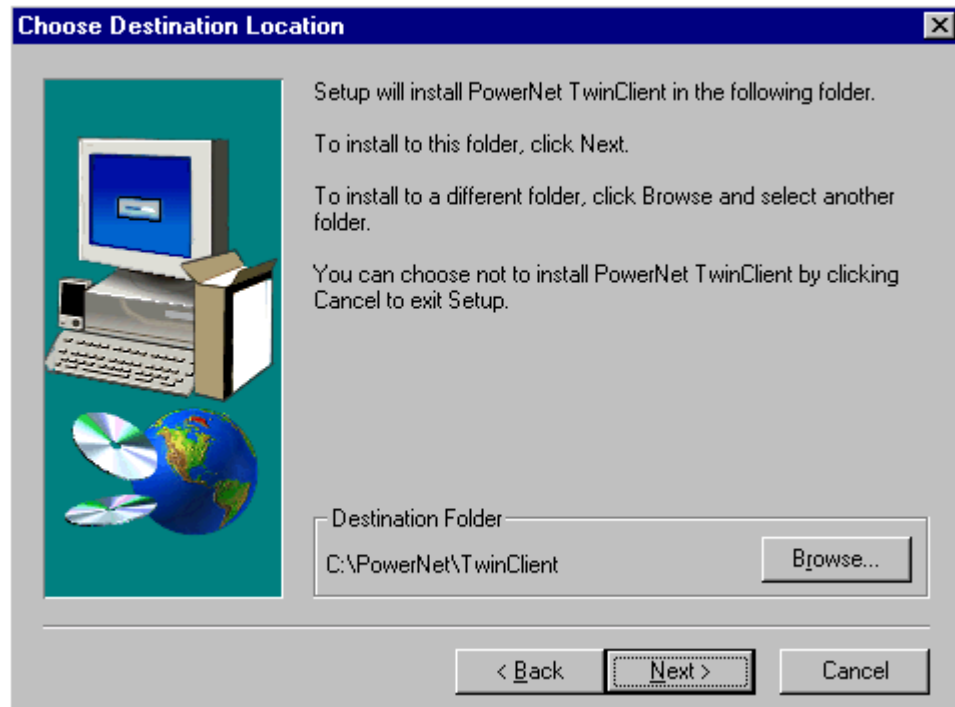 Choose Destination Location
Setup will install PowerNet TwinClient in the following folder.
To install to this folder, click Next.
To install to a different folder, click Browse and select another
folder.
You can choose not to install PowerNet TwinClient by clicking
Cancel to exit Setup.
Destination Folder
C:\PowerNet\TwinClient
Browse...
< Back
Next >
Cancel